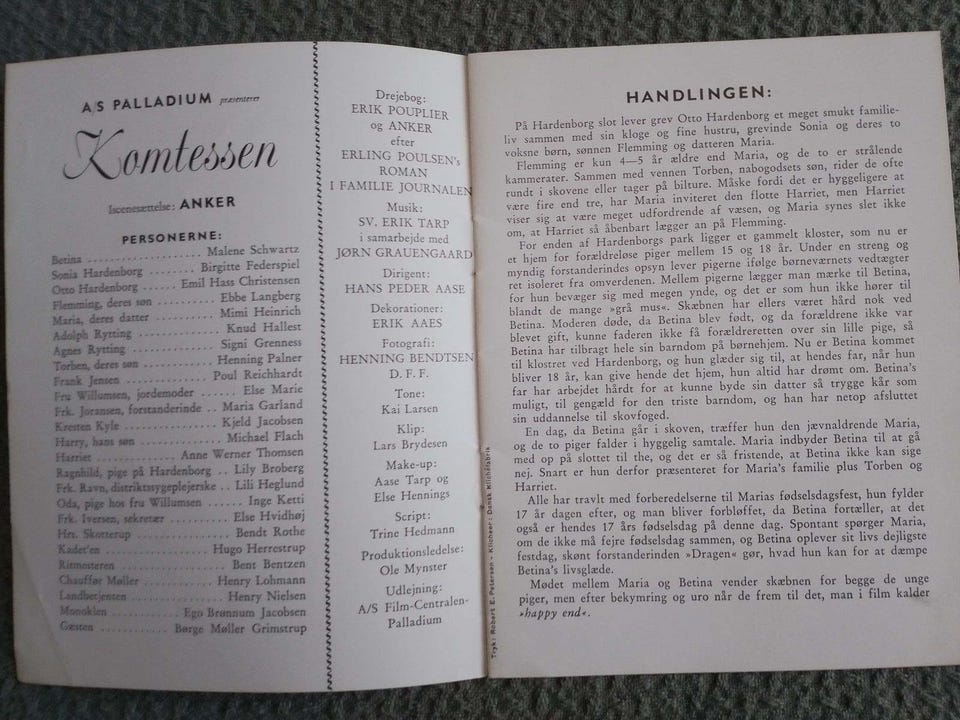 A/S PALLADIUM præsenterer
Komtessen
Iscenesættelse: ANKER
PERSONERNE:
Betina .................... Malene Schwartz
Sonia Hardenborg ........ Birgitte Federspiel
Otto Hardenborg ...... Emil Hass Christensen
Flemming, deres søn .......... Ebbe Langberg
Maria, deres datter .......... Mimi Heinrich
Adolph Rytting .............. Knud Hallest
Agnes Rytting .............. Signi Grenness
Torben, deres søn .......... Henning Palner
Frank Jensen .............. Poul Reichhardt
Fru Willumsen, jordemoder ...... Else Marie
Frk. Joransen, forstanderinde .. Maria Garland
Kresten Kyle ................ Kjeld Jacobsen
Harry, hans søn .............. Michael Flach
Harriet .............. Anne Werner Thomsen
Ragnhild, pige på Hardenborg .. Lily Broberg
Frk. Ravn, distriktssygeplejerske .. Lili Heglund
Oda, pige hos fru Willumsen ...... Inge Ketti
Frk. Iversen, sekretær ........ Else Hvidhøj
Hrs. Skotterup .............. Bendt Rothe
Kadet'en ................ Hugo Herrestrup
Ritmesteren .................. Bent Bentzen
Chauffør Møller ............ Henry Lohmann
Landbetjenten .............. Henry Nielsen
Monoklen ............ Ego Brønnum Jacobsen
Gæsten ............ Børge Møller Grimstrup
Drejebog:
ERIK POUPLIER
og ANKER
efter
ERLING POULSEN's
ROMAN
I FAMILIE JOURNALEN
Musik:
SV. ERIK TARP
i samarbejde med
JØRN GRAUENGAARD
Dirigent:
HANS PEDER AASE
Dekorationer:
ERIK AAES
Fotografi:
HENNING BENDTSEN
D. F. F.
Tone:
Kai Larsen
Klip:
Lars Brydesen
Make-up:
Aase Tarp og
Else Hennings
Script:
Trine Hedmann
Produktionsledelse:
Ole Mynster
Udlejning:
A/S Film-Centralen-
Palladium
Tryk: Robert E. Petersen - Klicheer: Dansk Klichéfabrik
HANDLINGEN:
På Hardenborg slot lever grev Otto Hardenborg et meget smukt familie-
liv sammen med sin kloge og fine hustru, grevinde Sonia og deres to
voksne børn, sønnen Flemming og datteren Maria.
Flemming er kun 4—5 år ældre end Maria, og de to er strålende
kammerater. Sammen med vennen Torben, nabogodsets søn, rider de ofte
rundt i skovene eller tager på bilture. Måske fordi det er hyggeligere at
være fire end tre, har Maria inviteret den flotte Harriet, men Harriet
viser sig at være meget udfordrende af væsen, og Maria synes slet ikke
om, at Harriet så åbenbart lægger an på Flemming.
For enden af Hardenborgs park ligger et gammelt kloster, som nu er
et hjem for forældreløse piger mellem 15 og 18 år. Under en streng og
myndig forstanderindes opsyn lever pigerne ifølge børneværnets vedtægter
ret isoleret fra omverdenen. Mellem pigerne lægger man mærke til Betina,
for hun bevæger sig med megen ynde, og det er som hun ikke hører til
blandt de mange »grå mus«. Skæbnen har ellers været hård nok ved
Betina. Moderen døde, da Betina blev født, og da forældrene ikke var
blevet gift, kunne faderen ikke få forældreretten over sin lille pige, så
Betina har tilbragt hele sin barndom på børnehjem. Nu er Betina kommet
til klostret ved Hardenborg, og hun glæder sig til, at hendes far, når hun
bliver 18 år, kan give hende det hjem, hun altid har drømt om. Betina's
far har arbejdet hårdt for at kunne byde sin datter så trygge kår som
muligt, til gengæld for den triste barndom, og han har netop afsluttet
sin uddannelse til skovfoged.
En dag, da Betina går i skoven, træffer hun den jævnaldrende Maria,
og de to piger falder i hyggelig samtale. Maria indbyder Betina til at gå
med op på slottet til the, og det er så fristende, at Betina ikke kan sige
nej. Snart er hun derfor præsenteret for Maria's familie plus Torben og
Harriet.
Alle har travlt med forberedelserne til Marias fødselsdagsfest, hun fylder
17 år dagen efter, og man bliver forbløffet, da Betina fortæller, at det
også er hendes 17 års fødselsdag på denne dag. Spontant spørger Maria,
om de ikke må fejre fødselsdag sammen, og Betina oplever sit livs dejligste
festdag, skønt forstanderinden »Dragen« gør, hvad hun kan for at dæmpe
Betina's livsglæde.
Mødet mellem Maria og Betina vender skæbnen for begge de unge
piger, men efter bekymring og uro når de frem til det, man i film kalder
»happy end«.